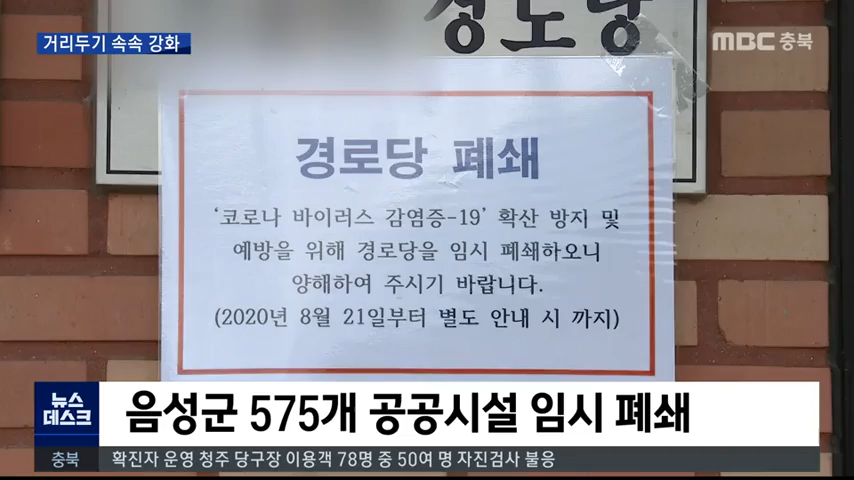 거리두기 속속 강화
MBC 충북
경로당
경로당 폐쇄
‘코로나 바이러스 감염증-19’ 확산 방지 및
예방을 위해 경로당을 임시 폐쇄하오니
양해하여 주시기 바랍니다.
(2020년 8월 21일부터 별도 안내 시 까지)
뉴스
데스크
음성군 575개 공공시설 임시 폐쇄
충북
확진자 운영 청주 당구장 이용객 78명 중 50여 명 자진검사 불응